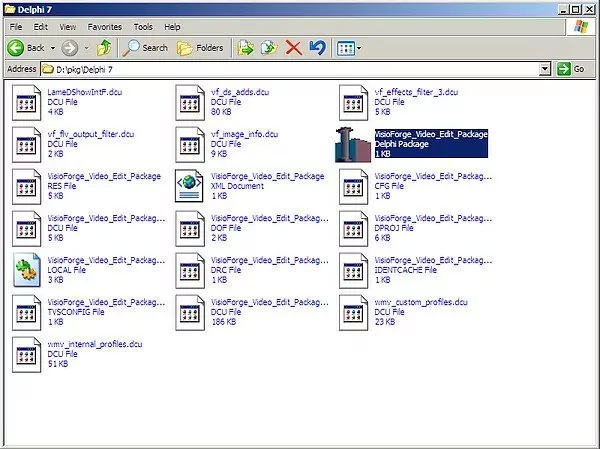 Delphi 7
File Edit View Favorites Tools Help
Back Search Folders
Address D:\pkg\Delphi 7 Go
LameDShowIntF.dcu
DCU File
4 KB
vf_ds_adds.dcu
DCU File
80 KB
vf_effects_filter_3.dcu
DCU File
5 KB
vf_flv_output_filter.dcu
DCU File
2 KB
vf_image_info.dcu
DCU File
9 KB
VisioForge_Video_Edit_Package
Delphi Package
1 KB
VisioForge_Video_Edit_Package
RES File
5 KB
VisioForge_Video_Edit_Package
XML Document
1 KB
VisioForge_Video_Edit_Packag...
CFG File
1 KB
VisioForge_Video_Edit_Packag...
DCU File
5 KB
VisioForge_Video_Edit_Packag...
DOF File
2 KB
VisioForge_Video_Edit_Packag...
DPROJ File
6 KB
VisioForge_Video_Edit_Packag...
LOCAL File
3 KB
VisioForge_Video_Edit_Packag...
DRC File
1 KB
VisioForge_Video_Edit_Packag...
IDENTCACHE File
1 KB
VisioForge_Video_Edit_Packag...
TVSCONFIG File
1 KB
VisioForge_Video_Edit_Packag...
DCU File
186 KB
wmv_custom_profiles.dcu
DCU File
23 KB
wmv_internal_profiles.dcu
DCU File
51 KB